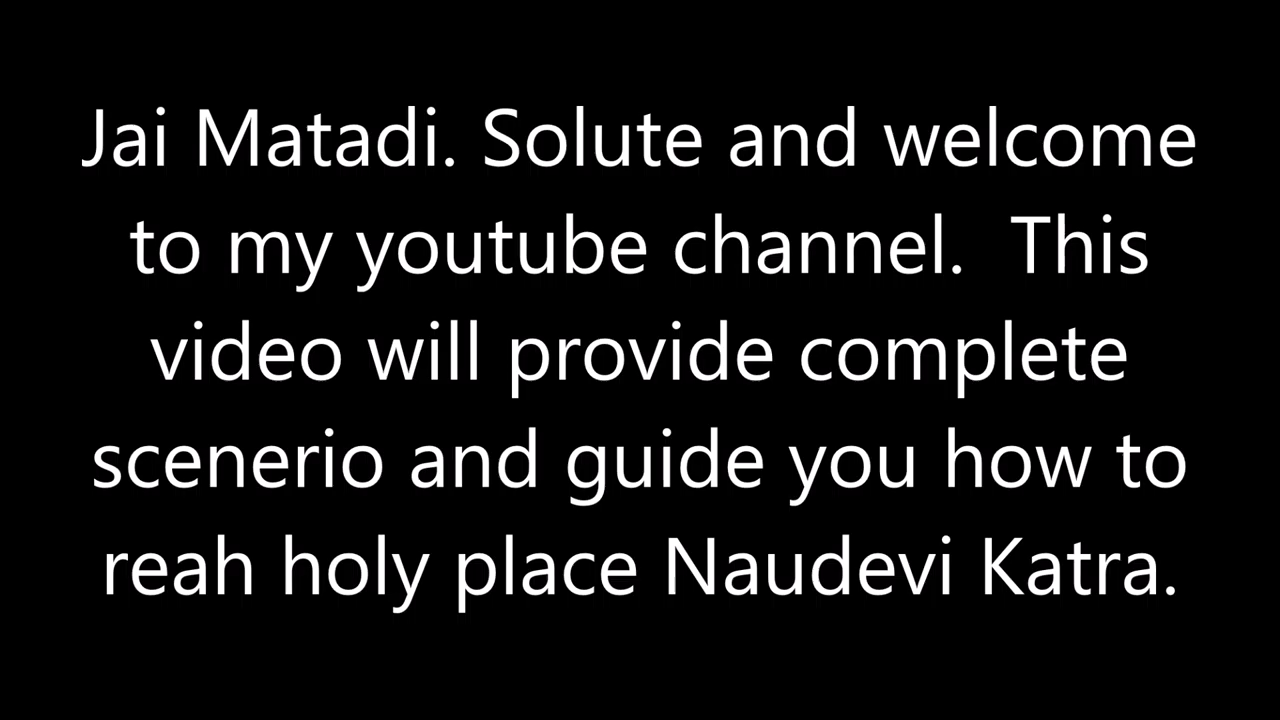 Jai Matadi. Solute and welcome
to my youtube channel.  This
video will provide complete
scenerio and guide you how to
reah holy place Naudevi Katra.